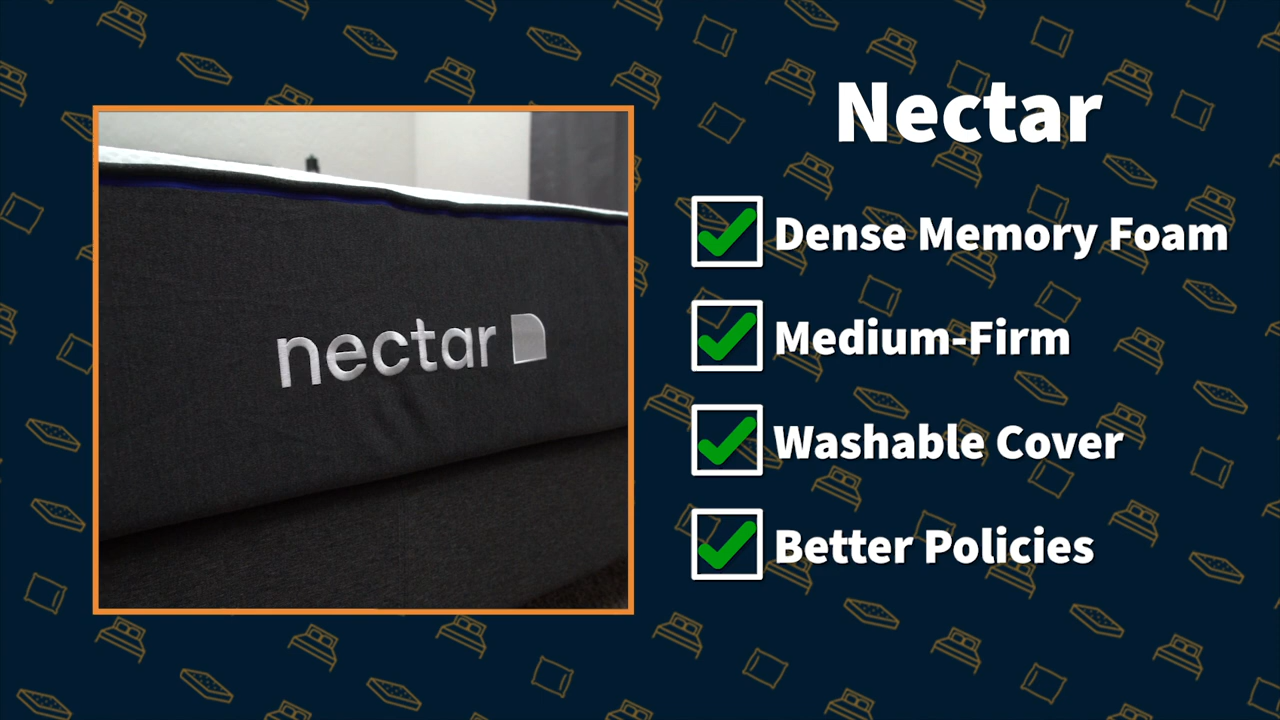 Nectar
nectar
Dense Memory Foam
Medium-Firm
Washable Cover
Better Policies